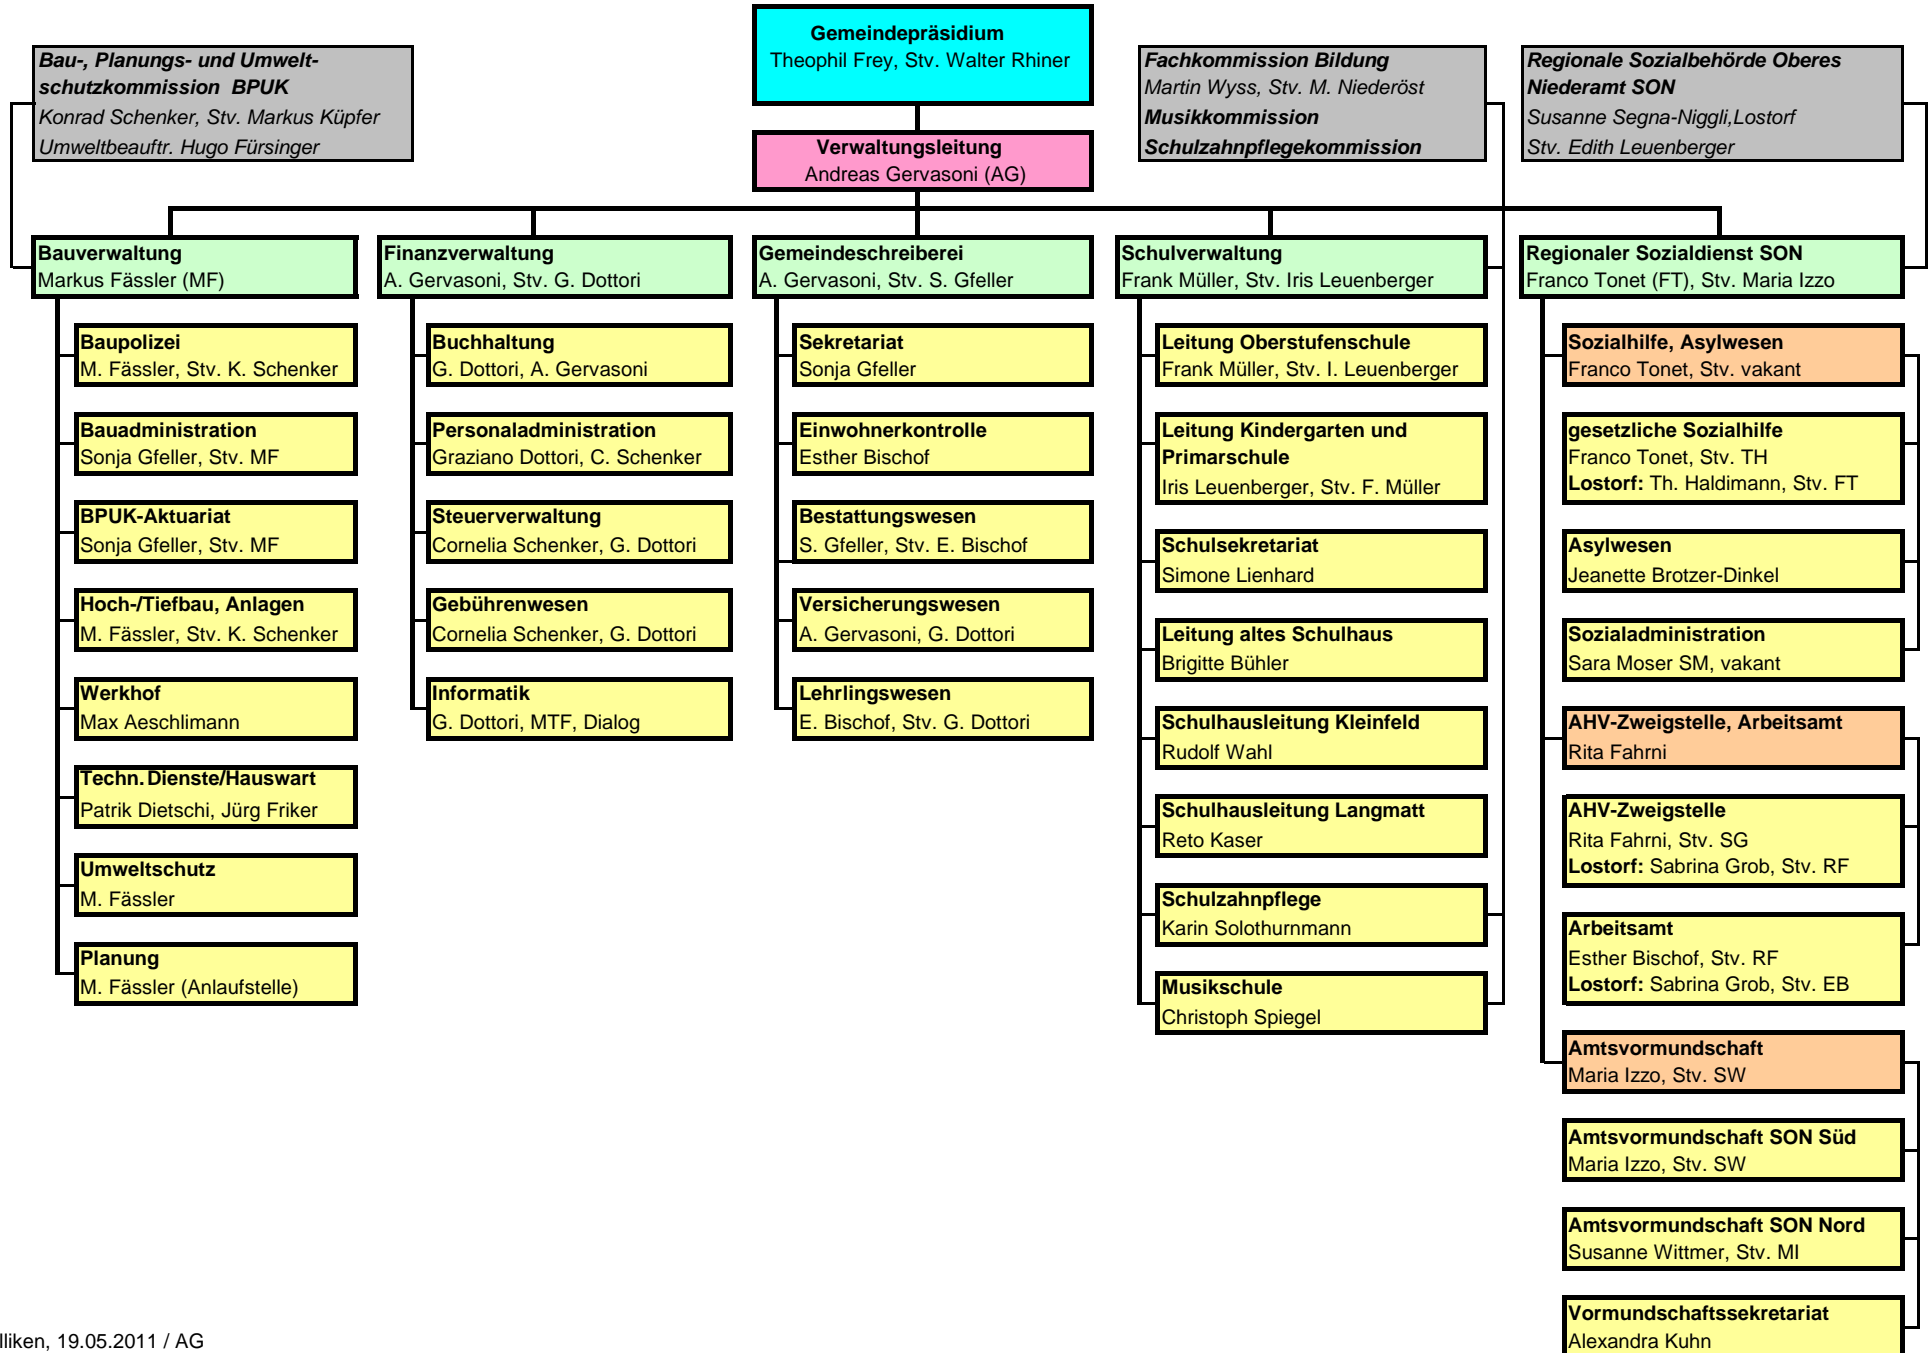 Gemeindepräsidium
Theophil Frey, Stv. Walter Rhiner
Bau-, Planungs- und Umwelt-
schutzkommission BPUK
Konrad Schenker, Stv. Markus Küpfer
Umweltbeauftr. Hugo Fürsinger
Fachkommission Bildung
Martin Wyss, Stv. M. Niederöst
Musikkommission
Schulzahnpflegekommission
Regionale Sozialbehörde Oberes
Niederamt SON
Susanne Segna-Niggli,Lostorf
Stv. Edith Leuenberger
Verwaltungsleitung
Andreas Gervasoni (AG)
Bauverwaltung
Markus Fässler (MF)
Baupolizei
M. Fässler, Stv. K. Schenker
Bauadministration
Sonja Gfeller, Stv. MF
BPUK-Aktuariat
Sonja Gfeller, Stv. MF
Hoch-/Tiefbau, Anlagen
M. Fässler, Stv. K. Schenker
Werkhof
Max Aeschlimann
Techn. Dienste/Hauswart
Patrik Dietschi, Jürg Friker
Umweltschutz
M. Fässler
Planung
M. Fässler (Anlaufstelle)
Finanzverwaltung
A. Gervasoni, Stv. G. Dottori
Buchhaltung
G. Dottori, A. Gervasoni
Personaladministration
Graziano Dottori, C. Schenker
Steuerverwaltung
Cornelia Schenker, G. Dottori
Gebührenwesen
Cornelia Schenker, G. Dottori
Informatik
G. Dottori, MTF, Dialog
Gemeindeschreiberei
A. Gervasoni, Stv. S. Gfeller
Sekretariat
Sonja Gfeller
Einwohnerkontrolle
Esther Bischof
Bestattungswesen
S. Gfeller, Stv. E. Bischof
Versicherungswesen
A. Gervasoni, G. Dottori
Lehrlingswesen
E. Bischof, Stv. G. Dottori
Schulverwaltung
Frank Müller, Stv. Iris Leuenberger
Leitung Oberstufenschule
Frank Müller, Stv. I. Leuenberger
Leitung Kindergarten und
Primarschule
Iris Leuenberger, Stv. F. Müller
Schulsekretariat
Simone Lienhard
Leitung altes Schulhaus
Brigitte Bühler
Schulhausleitung Kleinfeld
Rudolf Wahl
Schulhausleitung Langmatt
Reto Kaser
Schulzahnpflege
Karin Solothurnmann
Musikschule
Christoph Spiegel
Regionaler Sozialdienst SON
Franco Tonet (FT), Stv. Maria Izzo
Sozialhilfe, Asylwesen
Franco Tonet, Stv. vakant
gesetzliche Sozialhilfe
Franco Tonet, Stv. TH
Lostorf: Th. Haldimann, Stv. FT
Asylwesen
Jeanette Brotzer-Dinkel
Sozialadministration
Sara Moser SM, vakant
AHV-Zweigstelle, Arbeitsamt
Rita Fahrni
AHV-Zweigstelle
Rita Fahrni, Stv. SG
Lostorf: Sabrina Grob, Stv. RF
Arbeitsamt
Esther Bischof, Stv. RF
Lostorf: Sabrina Grob, Stv. EB
Amtsvormundschaft
Maria Izzo, Stv. SW
Amtsvormundschaft SON Süd
Maria Izzo, Stv. SW
Amtsvormundschaft SON Nord
Susanne Wittmer, Stv. MI
Vormundschaftssekretariat
Alexandra Kuhn
lliken, 19.05.2011 / AG